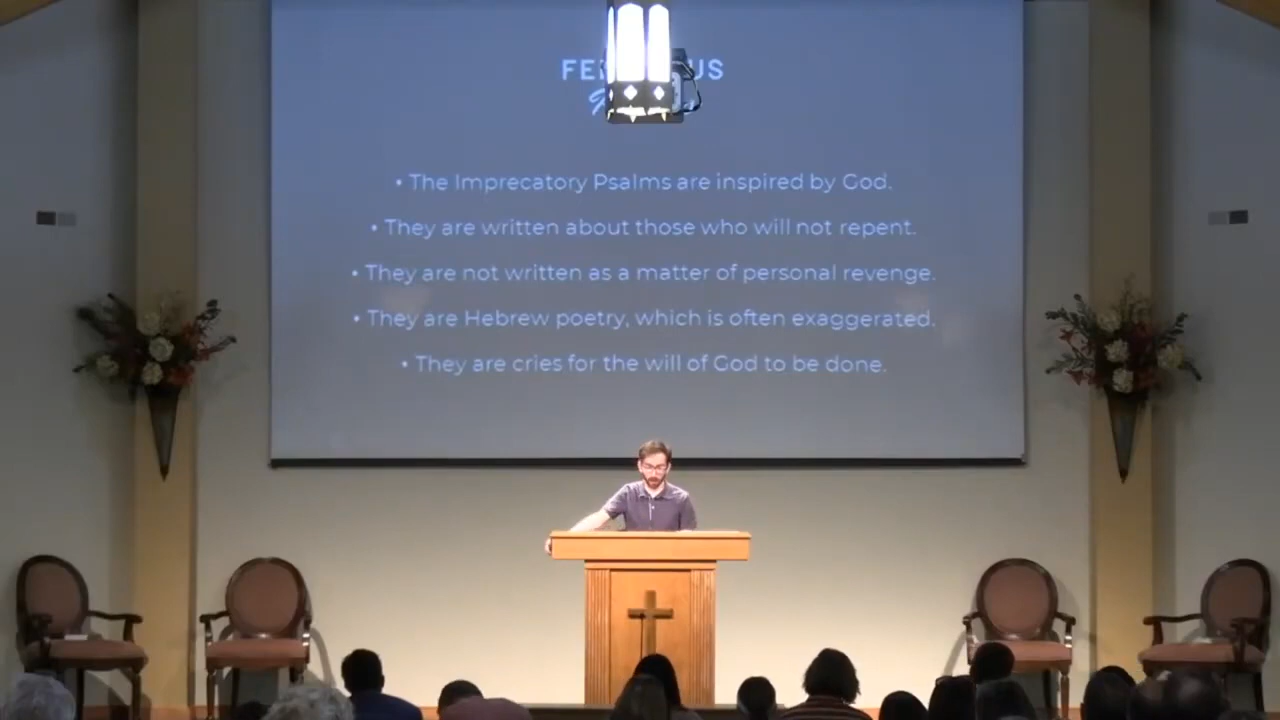 • The Imprecatory Psalms are inspired by God.
• They are written about those who will not repent.
• They are not written as a matter of personal revenge.
• They are Hebrew poetry, which is often exaggerated.
• They are cries for the will of God to be done.